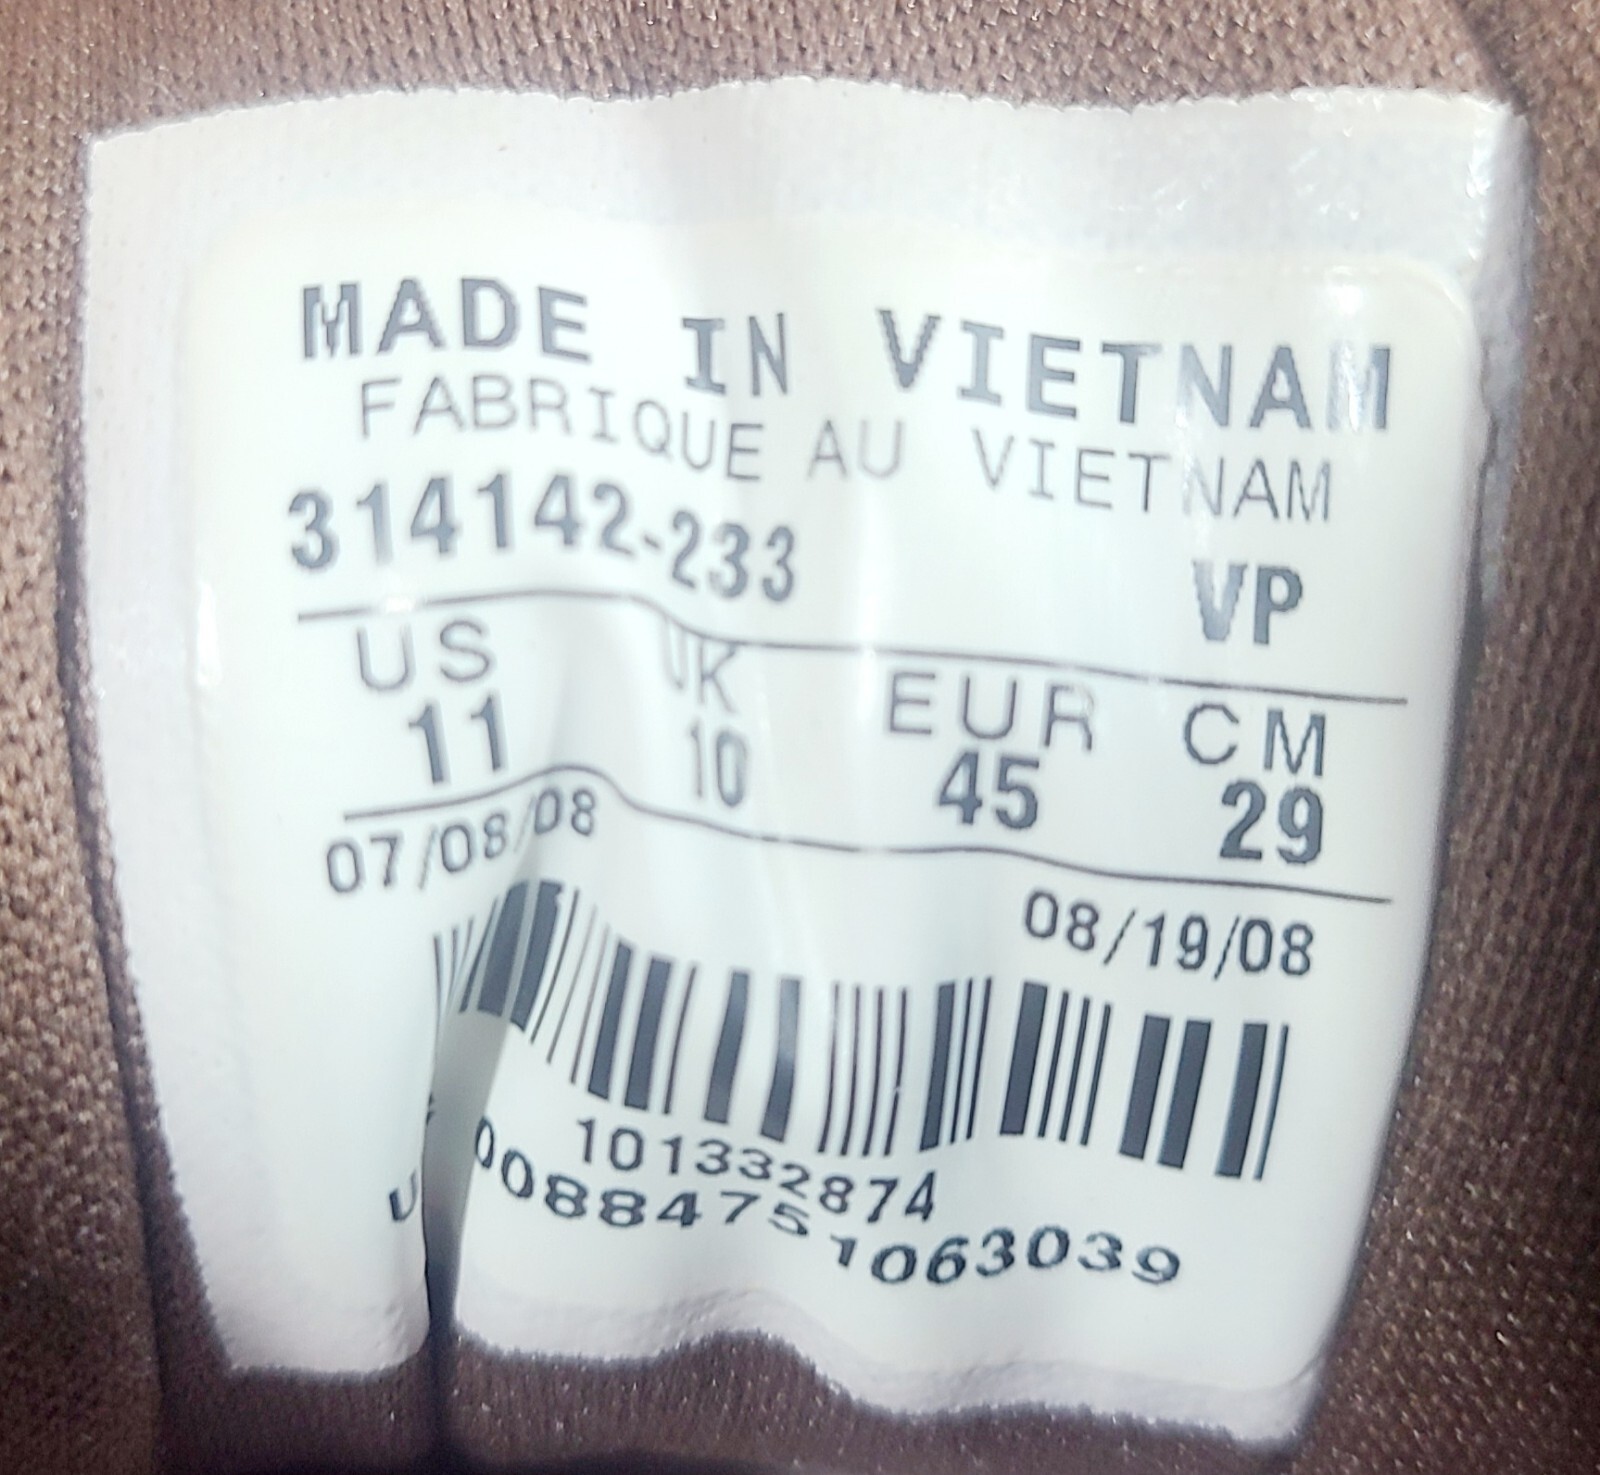 MADE IN VIETNAM
FABRIQUE AU VIETNAM
314142-233 VP
US UK EUR CM
11 10 45 29
07/08/08 08/19/08
101332874
00884751063039